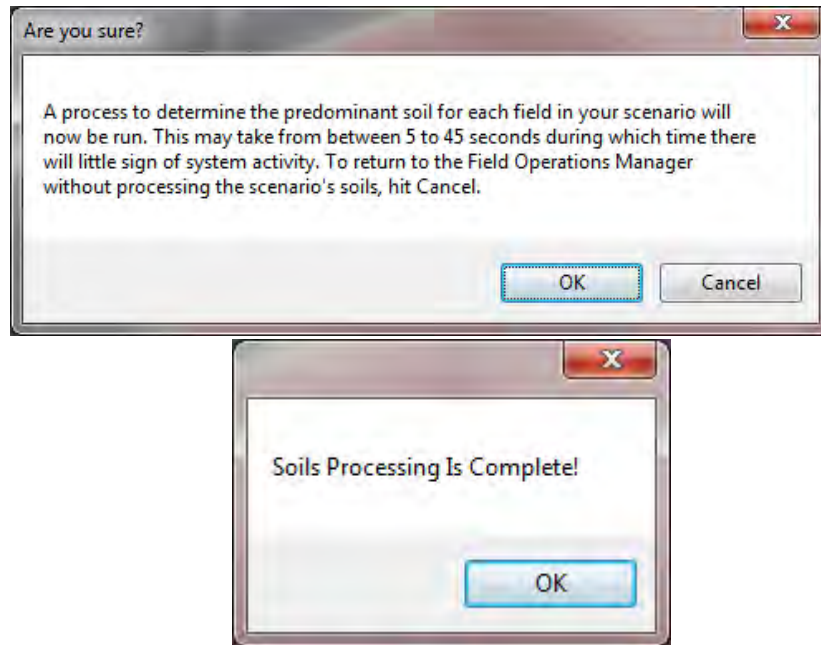 Are you sure?
A process to determine the predominant soil for each field in your scenario will
now be run. This may take from between 5 to 45 seconds during which time there
will little sign of system activity. To return to the Field Operations Manager
without processing the scenario's soils, hit Cancel.
OK
Cancel
Soils Processing Is Complete!
OK